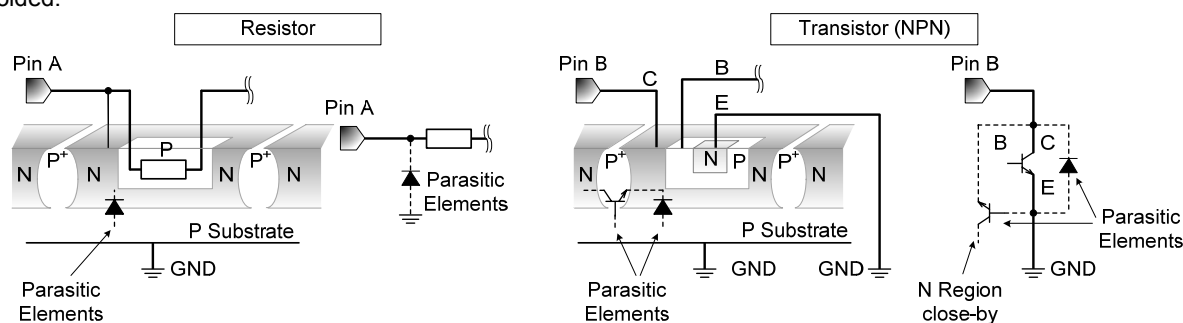 Resistor
Pin A
N
P+
N
P
N
P+
N
P Substrate
GND
Parasitic
Elements
Pin A
Parasitic
Elements
Transistor (NPN)
Pin B
C
B
E
N
P+
N
N
P
N
P+
N
P Substrate
GND
GND
Parasitic
Elements
Pin B
B
C
E
Parasitic
Elements
GND
N Region
close-by